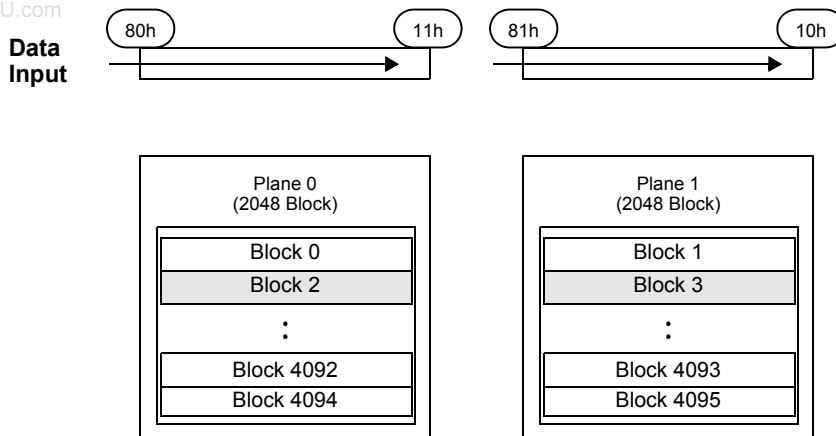 U.com
Data
Input
80h
11h
81h
10h
Plane 0
(2048 Block)
Block 0
Block 2
:
Block 4092
Block 4094
Plane 1
(2048 Block)
Block 1
Block 3
:
Block 4093
Block 4095